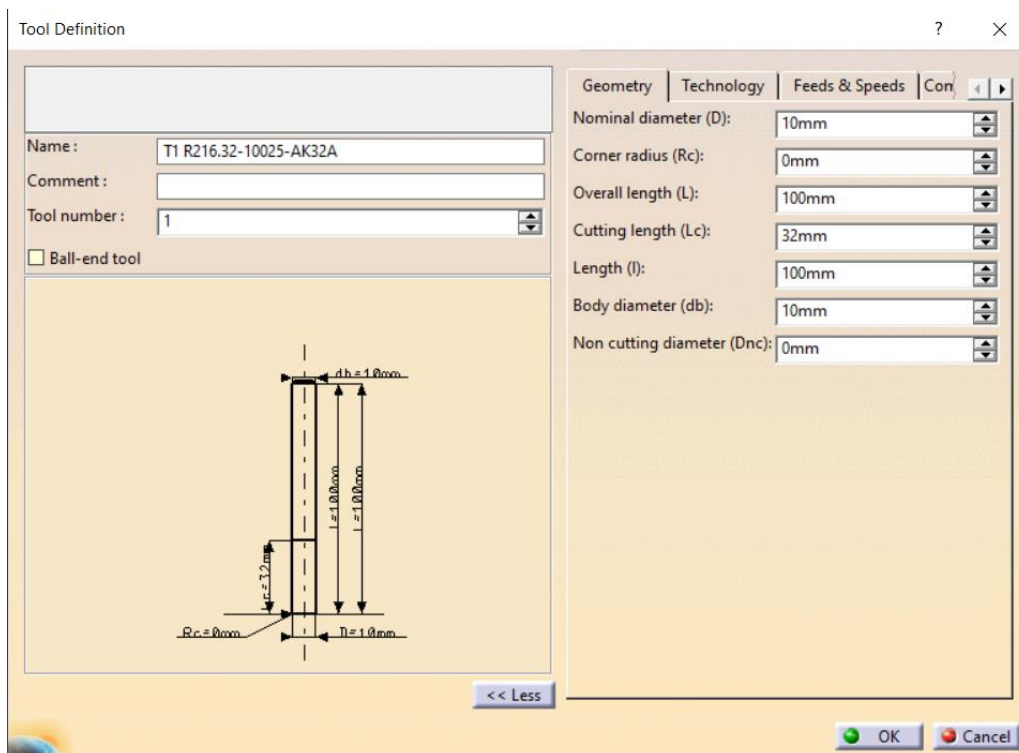 Tool Definition
?
Name :
T1 R216.32-10025-AK32A
Comment :
Tool number :
1
Ball-end tool
db=10mm
l=100mm
L=100mm
Lc=32mm
Rc=0mm
D=10mm
<< Less
Geometry
Technology
Feeds & Speeds
Nominal diameter (D):
10mm
Corner radius (Rc):
0mm
Overall length (L):
100mm
Cutting length (Lc):
32mm
Length (l):
100mm
Body diameter (db):
10mm
Non cutting diameter (Dnc):
0mm
OK
Cancel